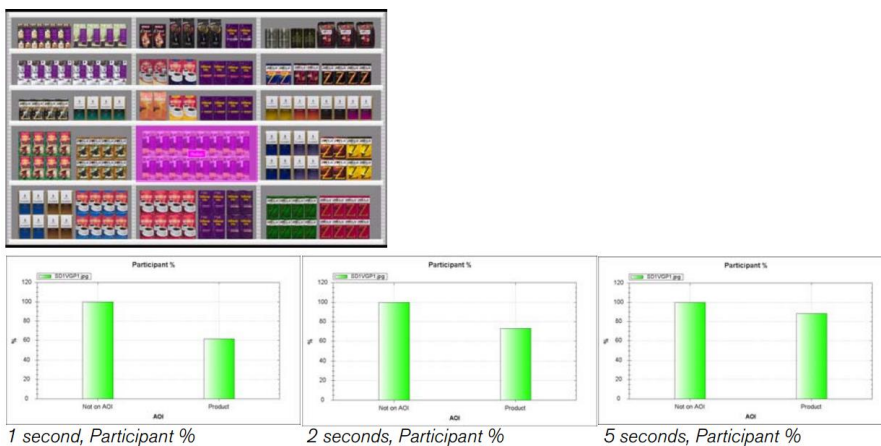 Participant %
SD1VGP1.jpg
120
100
80
60
40
20
0
%
Not on AOI
Product
AOI
1 second, Participant %
Participant %
SD1VGP1.jpg
120
100
80
60
40
20
0
%
Not on AOI
Product
AOI
2 seconds, Participant %
Participant %
SD1VGP1.jpg
120
100
80
60
40
20
0
%
Not on AOI
Product
AOI
5 seconds, Participant %